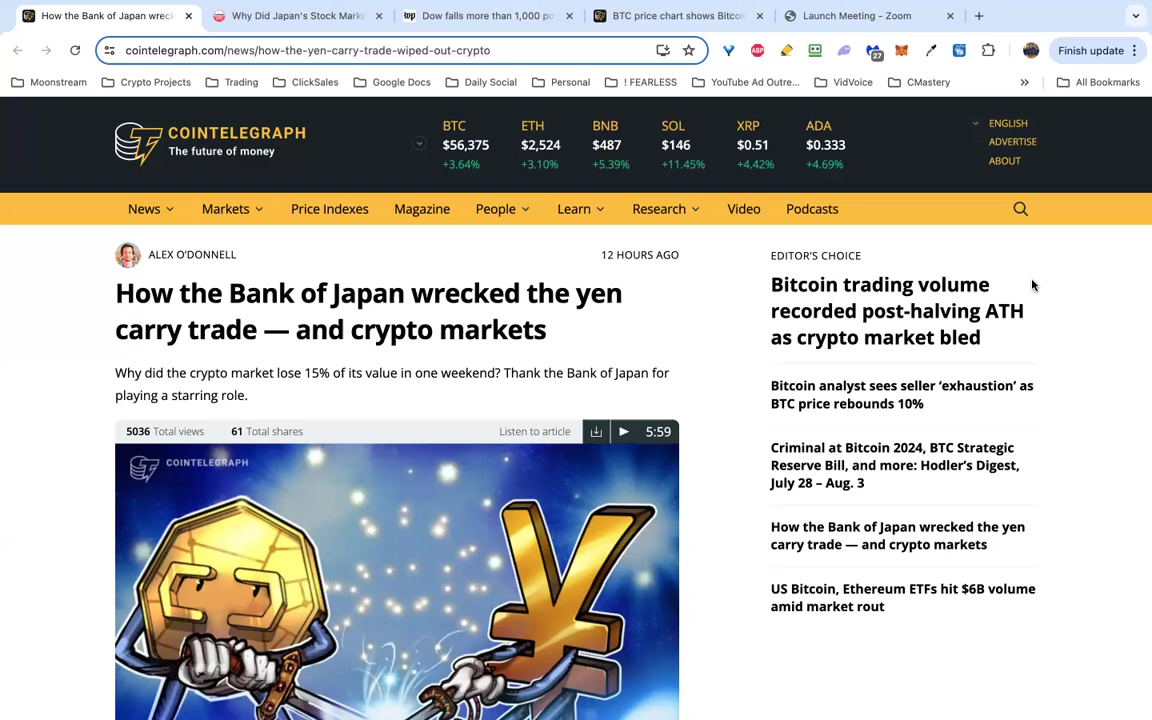 How the Bank of Japan wreck
Why Did Japan's Stock Mark
Dow falls more than 1,000 po
BTC price chart shows Bitcoi
Launch Meeting - Zoom
cointelegraph.com/news/how-the-yen-carry-trade-wiped-out-crypto
ABP
27
Finish update
Moonstream
Crypto Projects
Trading
ClickSales
Google Docs
Daily Social
Personal
! FEARLESS
YouTube Ad Outre...
VidVoice
CMastery
»
All Bookmarks
COINTELEGRAPH
The future of money
BTC ETH BNB SOL XRP ADA
$56,375 $2,524 $487 $146 $0.51 $0.333
+3.64% +3.10% +5.39% +11.45% +4.42% +4.69%
ENGLISH
ADVERTISE
ABOUT
News Markets Price Indexes Magazine People Learn Research Video Podcasts
ALEX O'DONNELL
12 HOURS AGO
How the Bank of Japan wrecked the yen
carry trade — and crypto markets
Why did the crypto market lose 15% of its value in one weekend? Thank the Bank of Japan for
playing a starring role.
5036 Total views 61 Total shares
Listen to article
5:59
COINTELEGRAPH
¥
EDITOR'S CHOICE
Bitcoin trading volume
recorded post-halving ATH
as crypto market bled
Bitcoin analyst sees seller ‘exhaustion’ as
BTC price rebounds 10%
Criminal at Bitcoin 2024, BTC Strategic
Reserve Bill, and more: Hodler’s Digest,
July 28 – Aug. 3
How the Bank of Japan wrecked the yen
carry trade — and crypto markets
US Bitcoin, Ethereum ETFs hit $6B volume
amid market rout